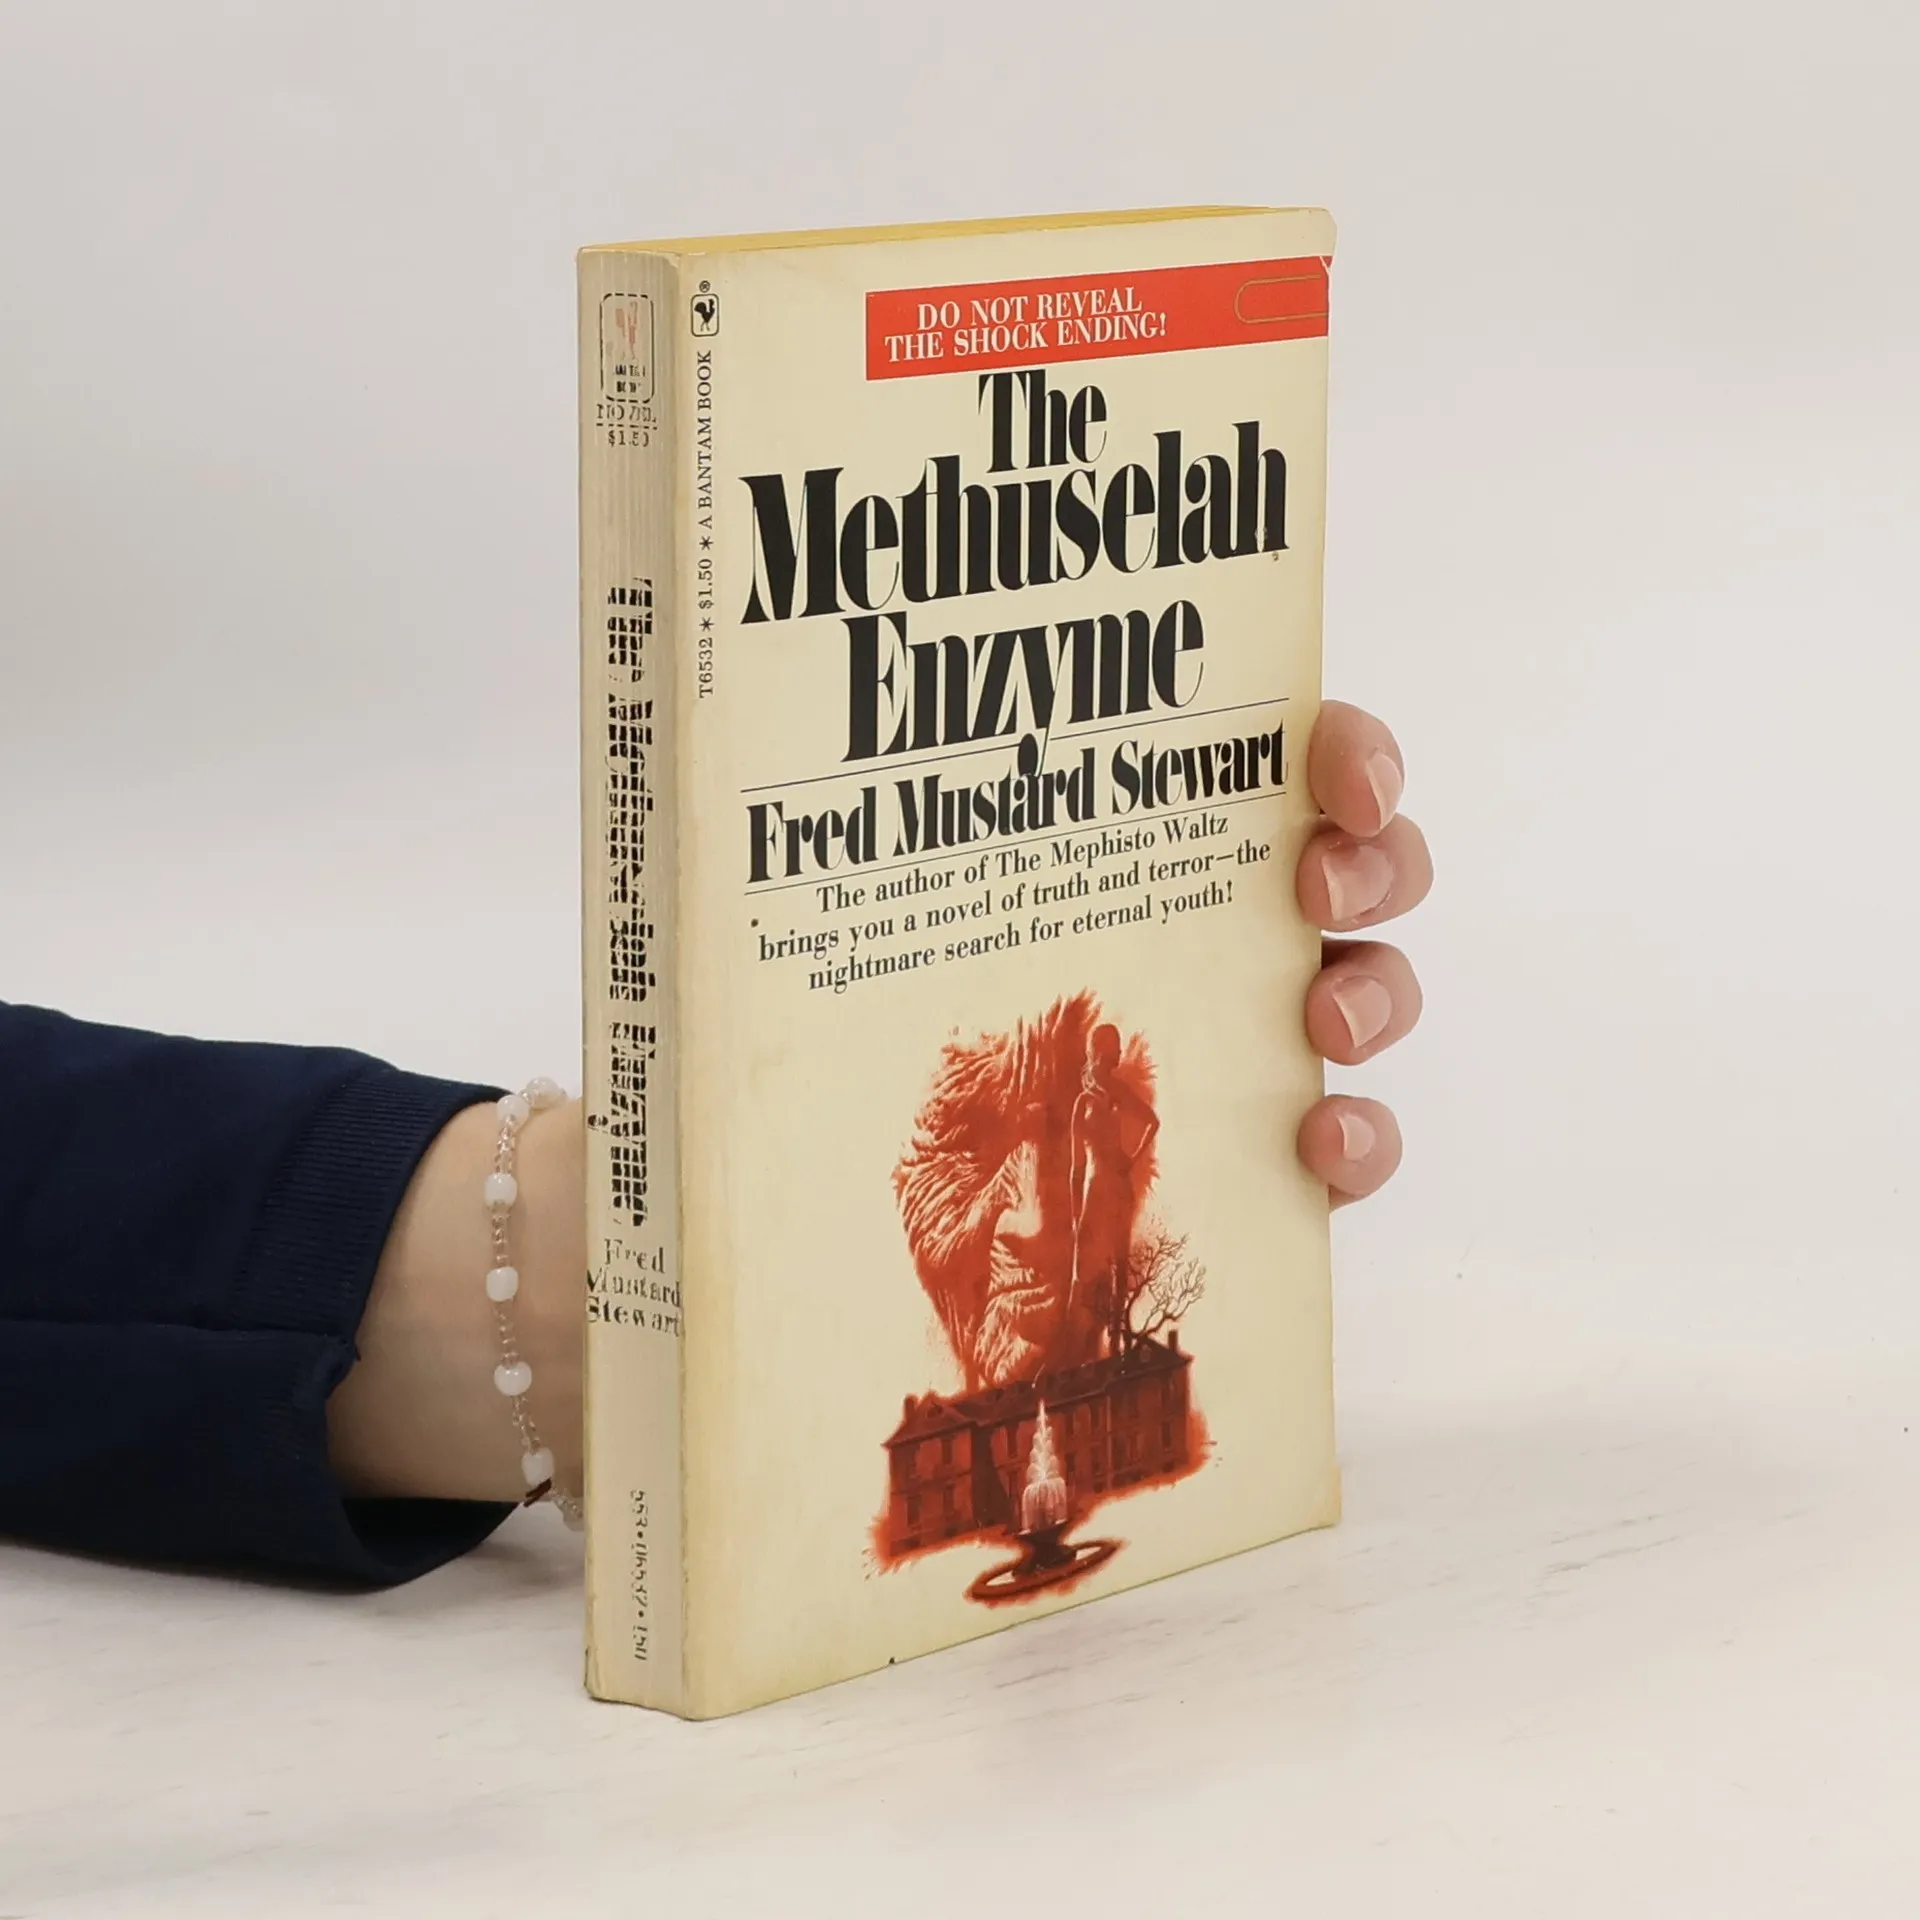 DO NOT REVEAL
THE SHOCK ENDING!
The
Methuselah
Enzyme
Fred Mustard Stewart
The author of The Mephisto Waltz
brings you a novel of truth and terror—the
nightmare search for eternal youth!
T6532 * $1.50 * A BANTAM BOOK
®
NOVEL
$1.50
The Methuselah Enzyme
Fred
Mustard
Stewart